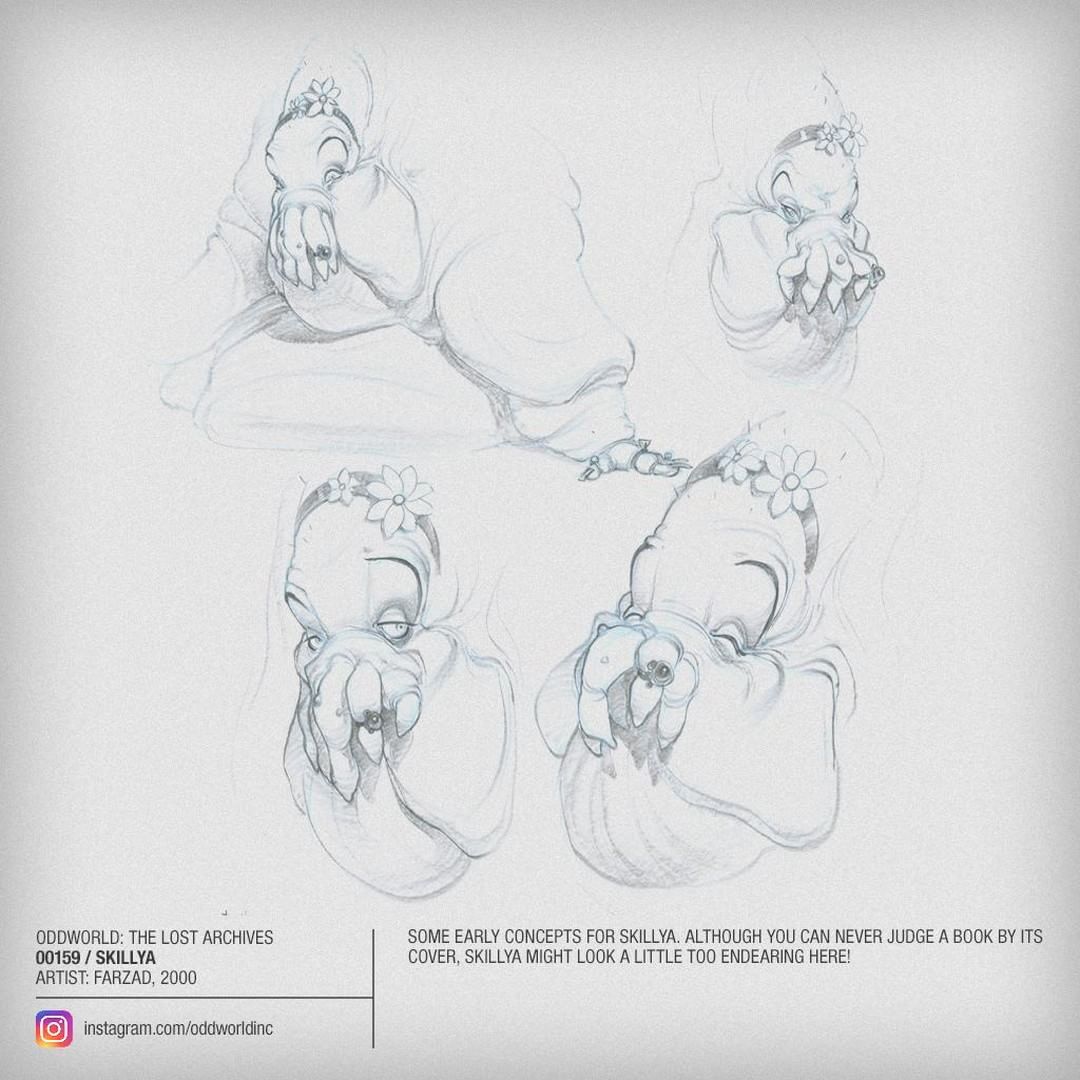 ODDWORLD: THE LOST ARCHIVES
00159 / SKILLYA
ARTIST: FARZAD, 2000
instagram.com/oddworldinc
SOME EARLY CONCEPTS FOR SKILLYA. ALTHOUGH YOU CAN NEVER JUDGE A BOOK BY ITS
COVER, SKILLYA MIGHT LOOK A LITTLE TOO ENDEARING HERE!